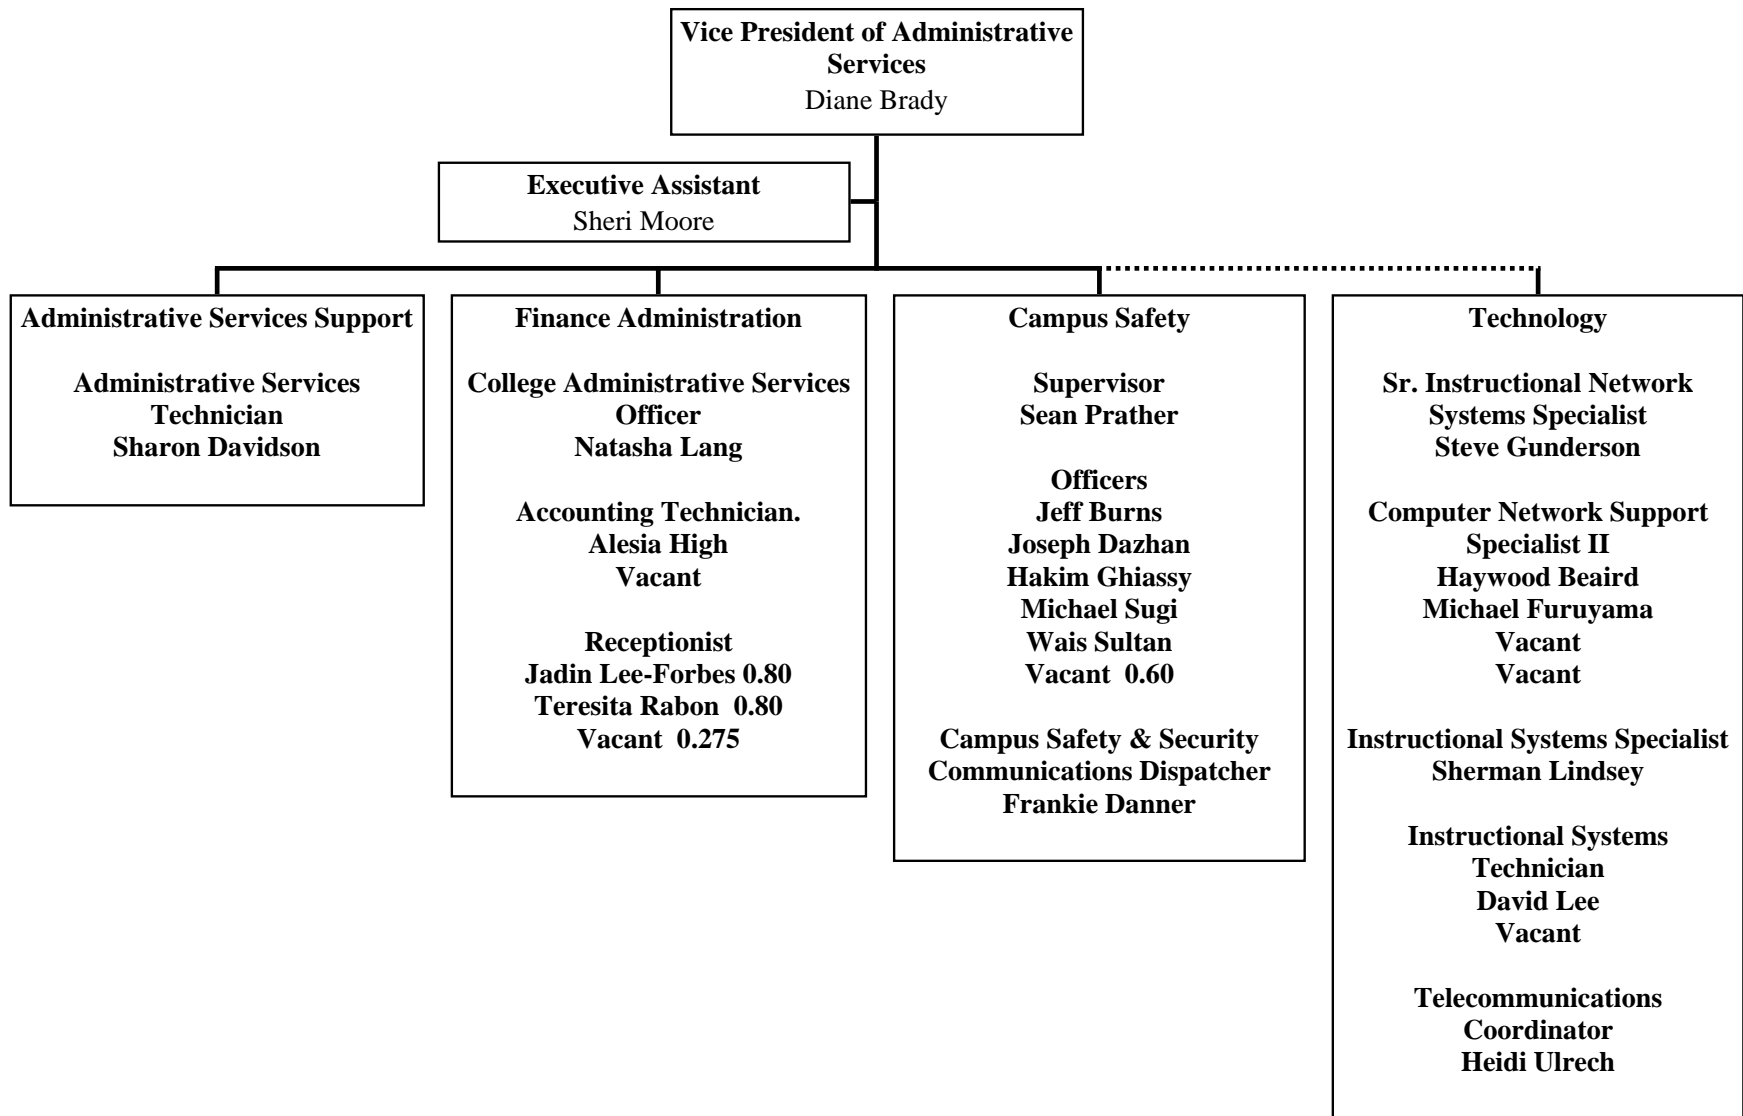 Vice President of Administrative
Services
Diane Brady
Executive Assistant
Sheri Moore
Administrative Services Support
Administrative Services
Technician
Sharon Davidson
Finance Administration
College Administrative Services
Officer
Natasha Lang
Accounting Technician.
Alesia High
Vacant
Receptionist
Jadin Lee-Forbes 0.80
Teresita Rabon  0.80
Vacant  0.275
Campus Safety
Supervisor
Sean Prather
Officers
Jeff Burns
Joseph Dazhan
Hakim Ghiassy
Michael Sugi
Wais Sultan
Vacant  0.60
Campus Safety & Security
Communications Dispatcher
Frankie Danner
Technology
Sr. Instructional Network
Systems Specialist
Steve Gunderson
Computer Network Support
Specialist II
Haywood Beaird
Michael Furuyama
Vacant
Vacant
Instructional Systems Specialist
Sherman Lindsey
Instructional Systems
Technician
David Lee
Vacant
Telecommunications
Coordinator
Heidi Ulrech